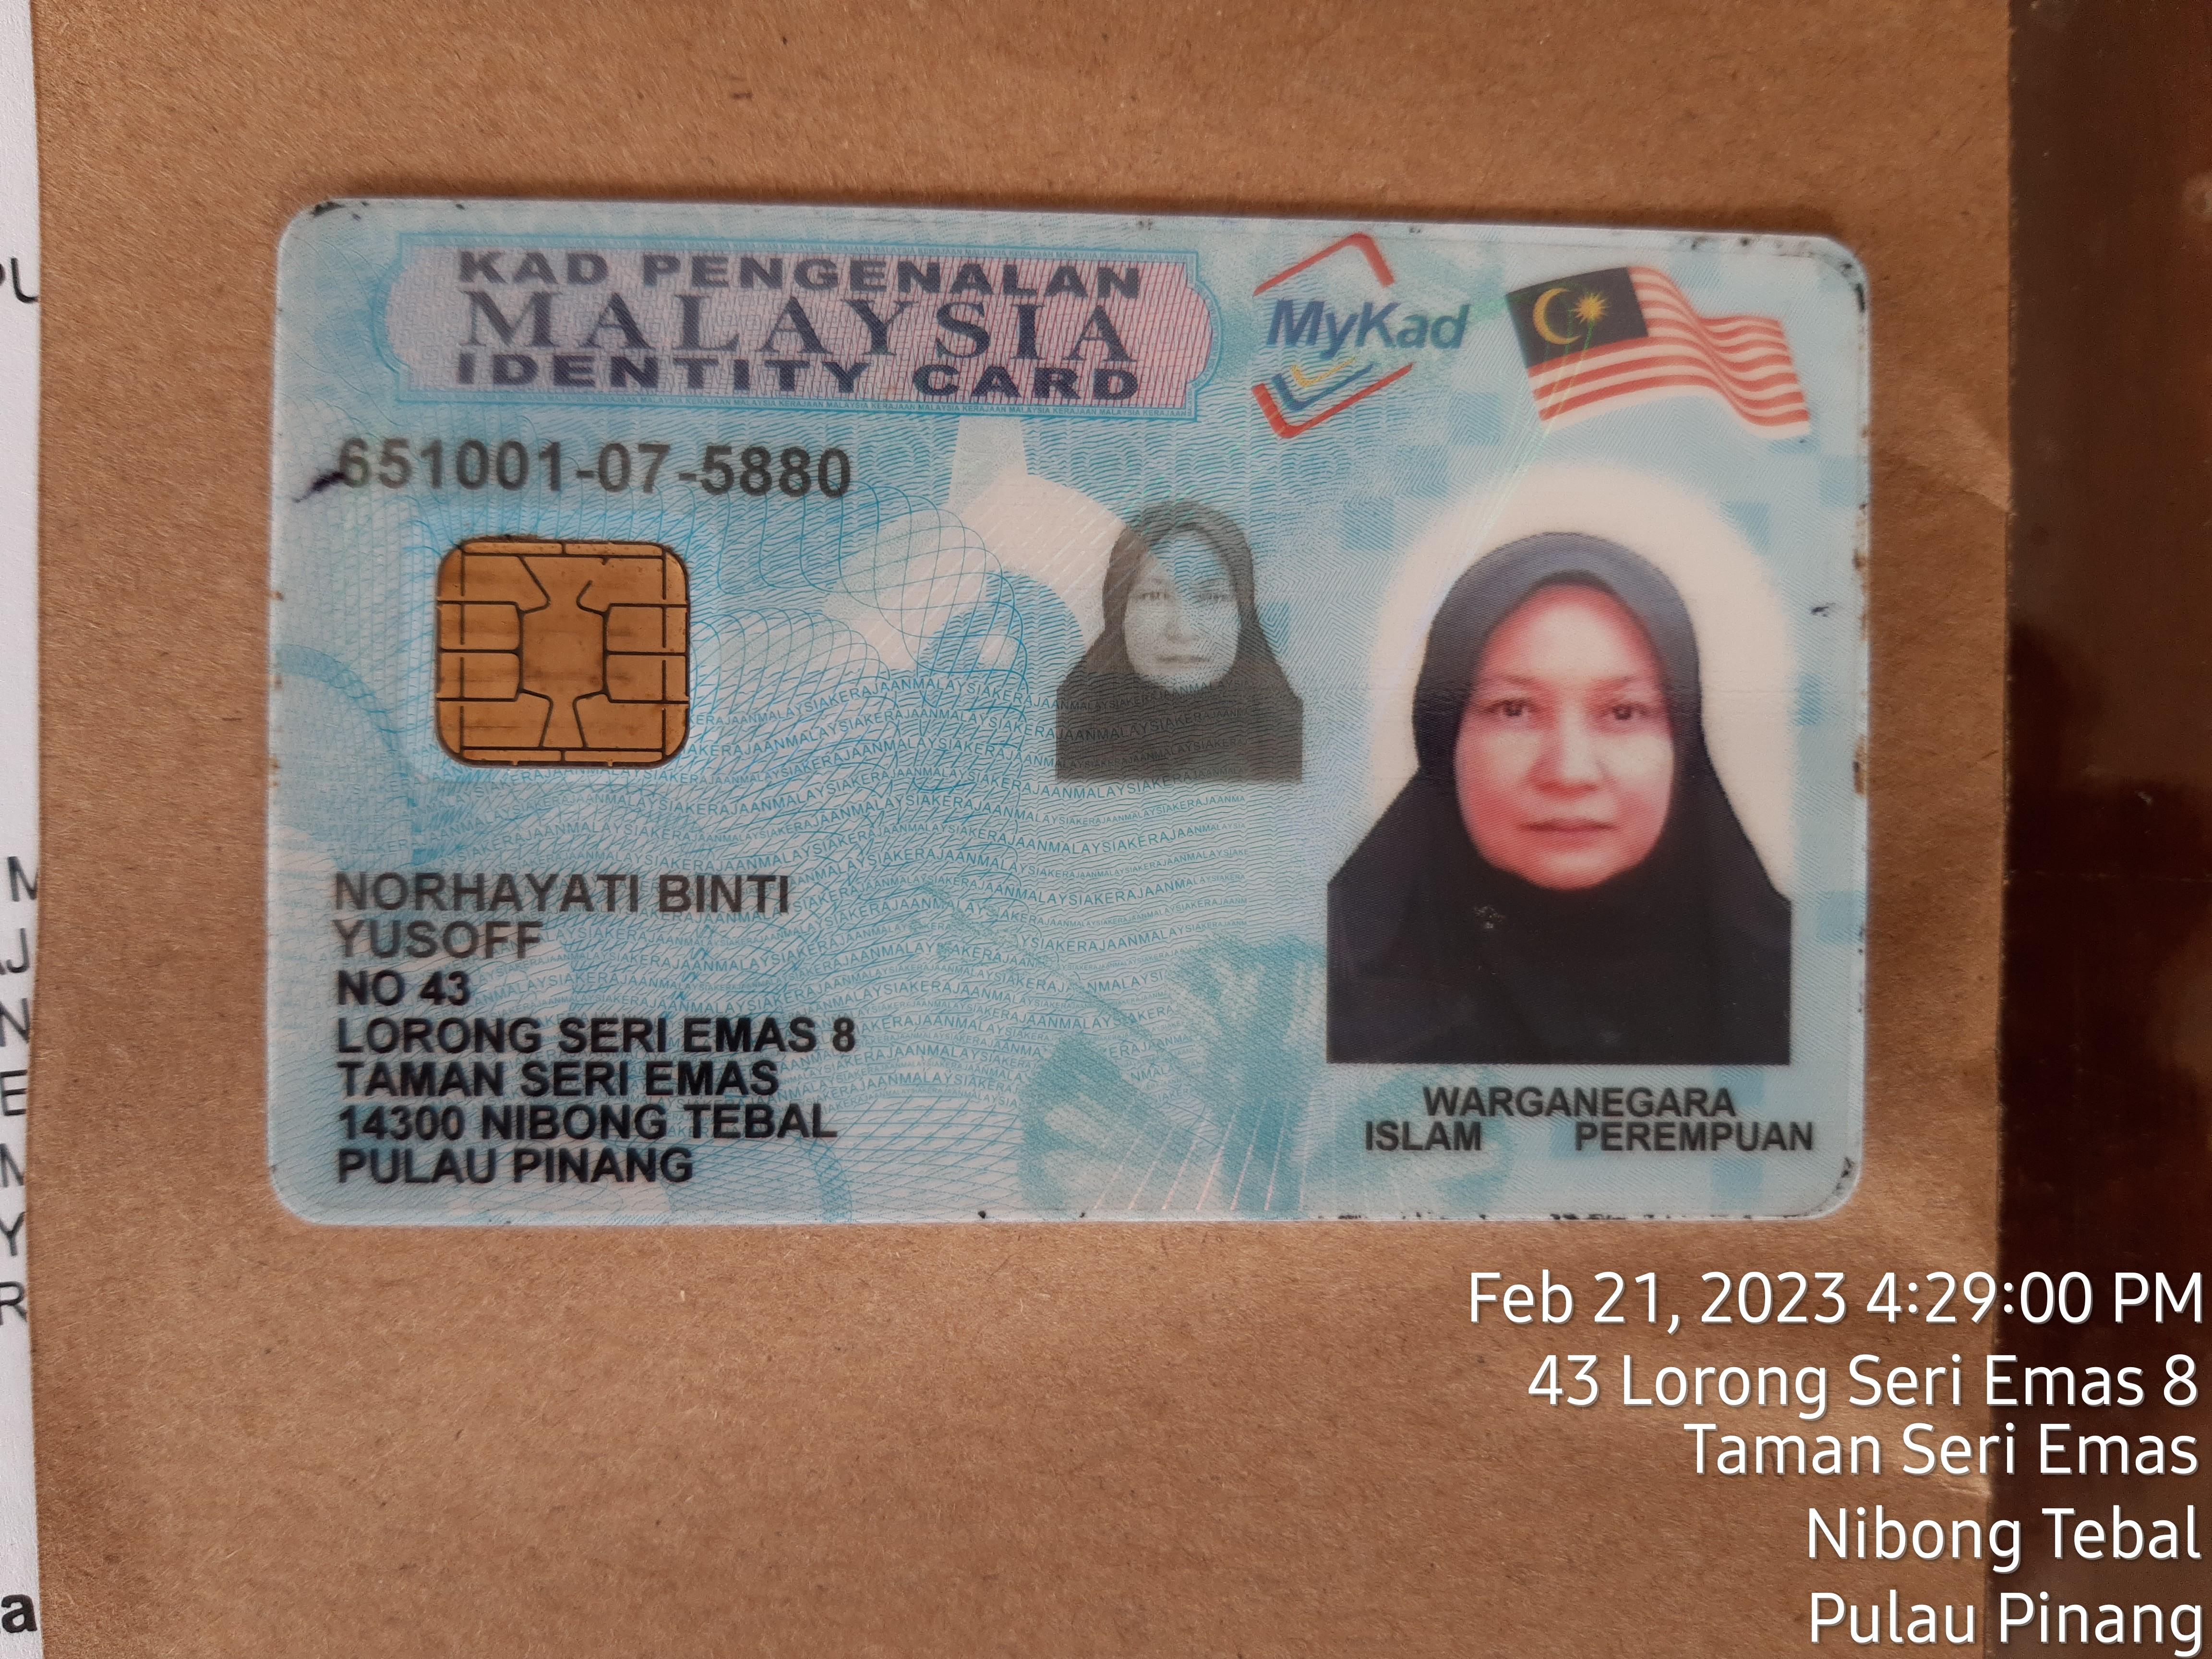 KAD PENGENALAN
MALAYSIA
IDENTITY CARD
MyKad
651001-07-5880
NORHAYATI BINTI
YUSOFF
NO 43
LORONG SERI EMAS 8
TAMAN SERI EMAS
14300 NIBONG TEBAL
PULAU PINANG
WARGANEGARA
ISLAM PEREMPUAN
Feb 21, 2023 4:29:00 PM
43 Lorong Seri Emas 8
Taman Seri Emas
Nibong Tebal
Pulau Pinang